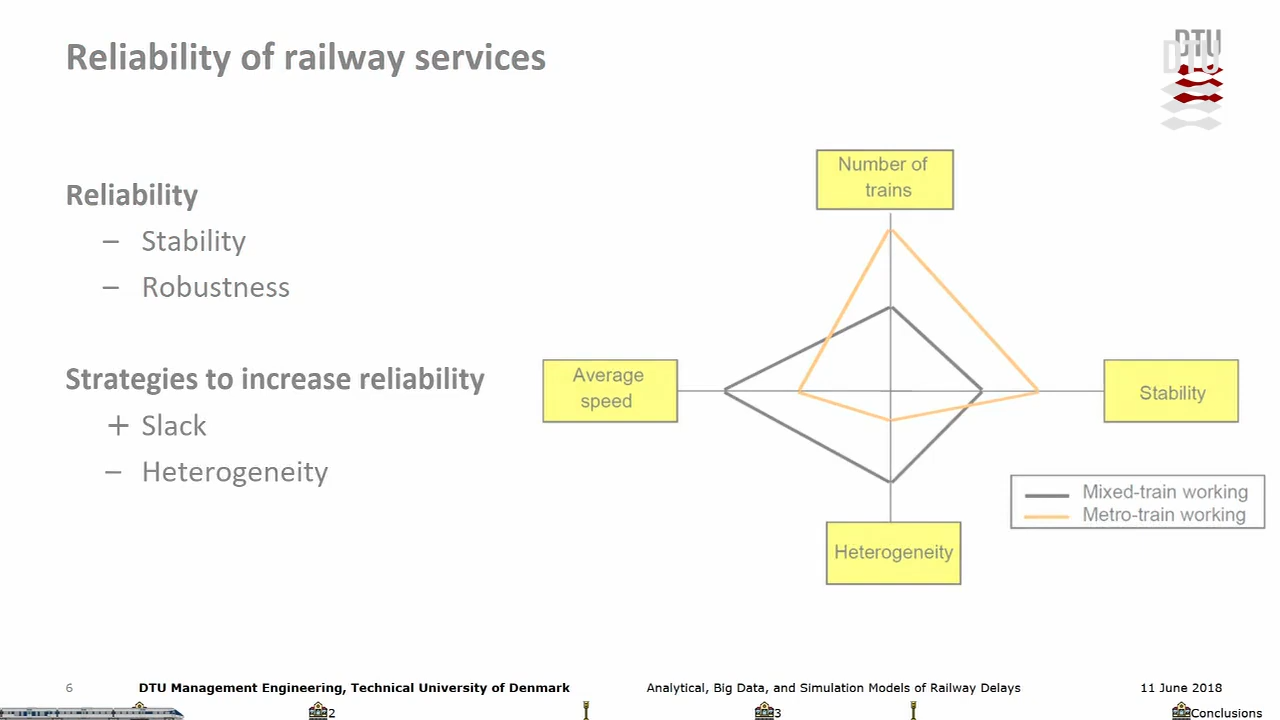 Reliability of railway services
DTU
Reliability
– Stability
– Robustness
Strategies to increase reliability
+ Slack
– Heterogeneity
Number of
trains
Average
speed
Stability
Heterogeneity
Mixed-train working
Metro-train working
6 DTU Management Engineering, Technical University of Denmark Analytical, Big Data, and Simulation Models of Railway Delays 11 June 2018
2 3 Conclusions